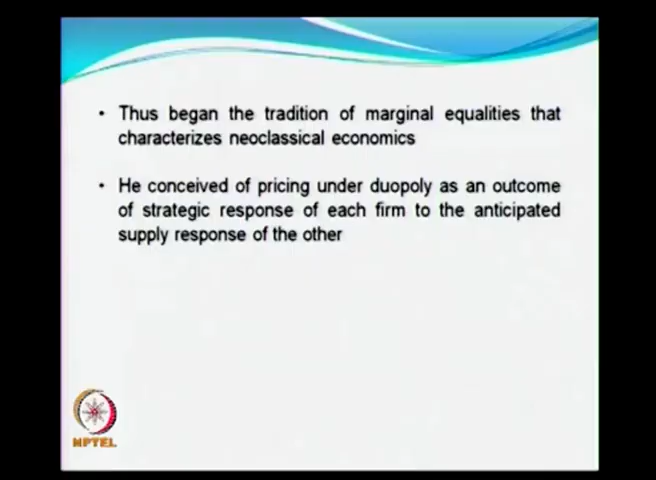 • Thus began the tradition of marginal equalities that
characterizes neoclassical economics
• He conceived of pricing under duopoly as an outcome
of strategic response of each firm to the anticipated
supply response of the other
NPTEL